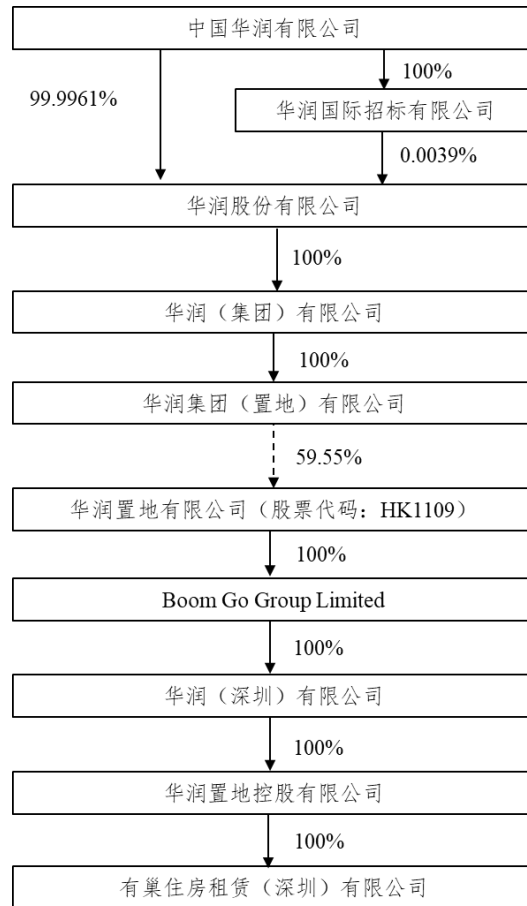 中国华润有限公司
100%
99.9961%
华润国际招标有限公司
0.0039%
华润股份有限公司
100%
华润（集团）有限公司
100%
华润集团（置地）有限公司
59.55%
华润置地有限公司（股票代码：HK1109）
100%
Boom Go Group Limited
100%
华润（深圳）有限公司
100%
华润置地控股有限公司
100%
有巢住房租赁（深圳）有限公司